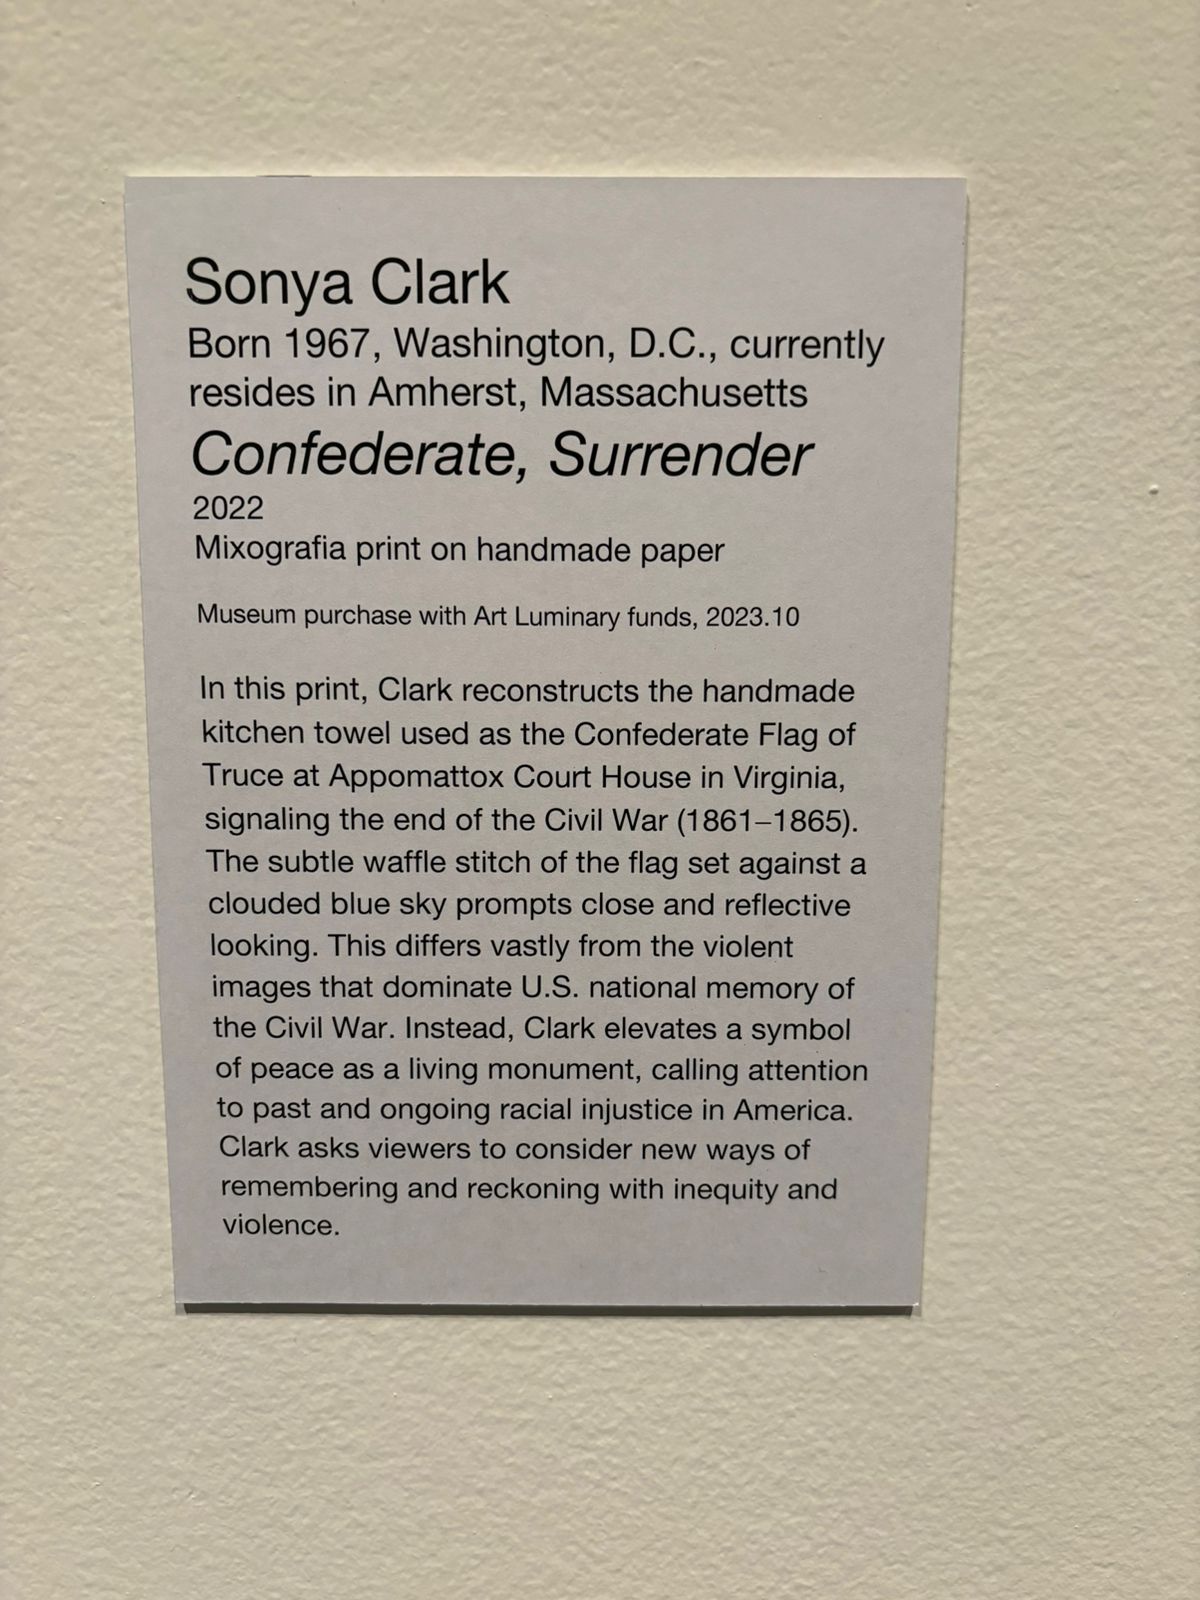 Sonya Clark
Born 1967, Washington, D.C., currently
resides in Amherst, Massachusetts
Confederate, Surrender
2022
Mixografia print on handmade paper
Museum purchase with Art Luminary funds, 2023.10
In this print, Clark reconstructs the handmade
kitchen towel used as the Confederate Flag of
Truce at Appomattox Court House in Virginia,
signaling the end of the Civil War (1861–1865).
The subtle waffle stitch of the flag set against a
clouded blue sky prompts close and reflective
looking. This differs vastly from the violent
images that dominate U.S. national memory of
the Civil War. Instead, Clark elevates a symbol
of peace as a living monument, calling attention
to past and ongoing racial injustice in America.
Clark asks viewers to consider new ways of
remembering and reckoning with inequity and
violence.